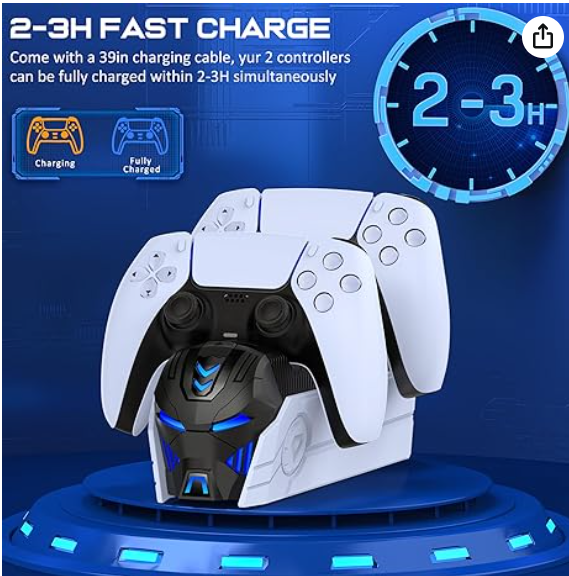 2-3H FAST CHARGE
Come with a 39in charging cable, yur 2 controllers
can be fully charged within 2-3H simultaneously
2-3H
Charging
Fully
Charged